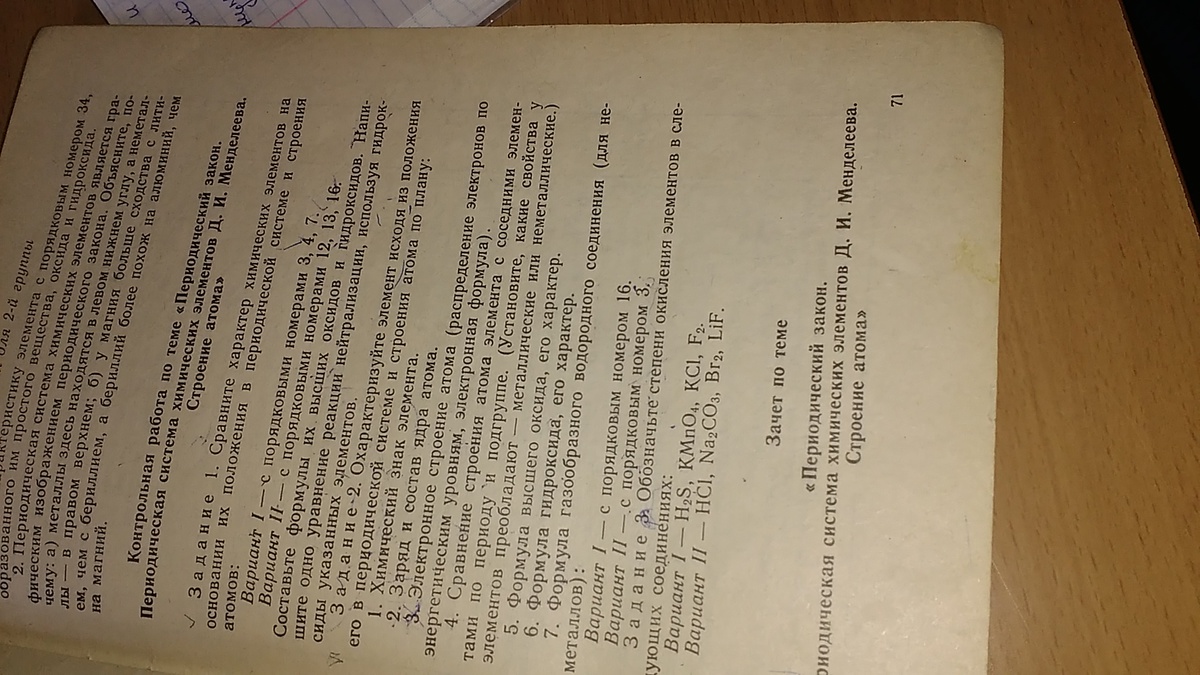 для 2-й группы
образованного им простого вещества, оксида и гидроксида.
2. Периодическая система химических элементов является гра-
фическим изображением периодического закона. Объясните, по-
чему: а) металлы здесь находятся в левом нижнем углу, а неметал-
лы — в правом верхнем; б) у магния больше сходства с лити-
ем, чем с бериллием, а бериллий более похож на алюминий, чем
на магний.
Контрольная работа по теме «Периодический закон.
Периодическая система химических элементов Д. И. Менделеева.
Строение атома»
Задание 1. Сравните характер химических элементов на
основании их положения в периодической системе и строения
атомов:
Вариант I — с порядковыми номерами 3, 4, 7.
Вариант II — с порядковыми номерами 12, 13, 16.
Составьте формулы их высших оксидов и гидроксидов. Напи-
шите одно уравнение реакции нейтрализации, используя гидрок-
сиды указанных элементов.
Задание 2. Охарактеризуйте элемент исходя из положения
его в периодической системе и строения атома по плану:
1. Химический знак элемента.
2. Заряд и состав ядра атома.
3. Электронное строение атома (распределение электронов по
энергетическим уровням, электронная формула).
4. Сравнение строения атома элемента с соседними элемен-
тами по периоду и подгруппе. (Установите, какие свойства у
элементов преобладают — металлические или неметаллические.)
5. Формула высшего оксида, его характер.
6. Формула гидроксида, его характер.
7. Формула газообразного водородного соединения (для не-
металлов):
Вариант I — с порядковым номером 16.
Вариант II — с порядковым номером 3.
Задание 3. Обозначьте степени окисления элементов в сле-
дующих соединениях:
Вариант I — H₂S, KMnO₄, KCl, F₂.
Вариант II — HCl, Na₂CO₃, Br₂, LiF.
Зачет по теме
«Периодический закон.
риодическая система химических элементов Д. И. Менделеева.
Строение атома»
71